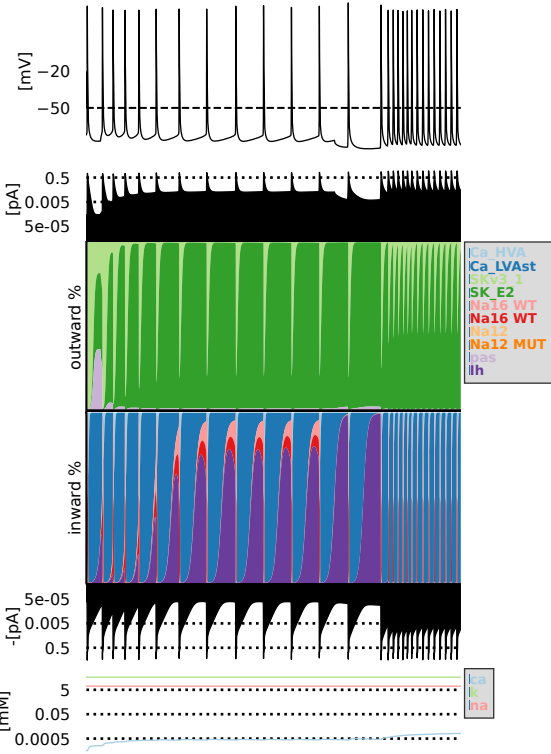 [mV]
−20
−50
[pA]
0.5
0.005
5e-05
outward %
Ca_HVA
Ca_LVAst
SKv3_1
SK_E2
Na16 WT
Na16 WT
Na12
Na12 MUT
pas
Ih
inward %
-[pA]
5e-05
0.005
0.5
[mM]
5
0.05
0.0005
ca
k
na